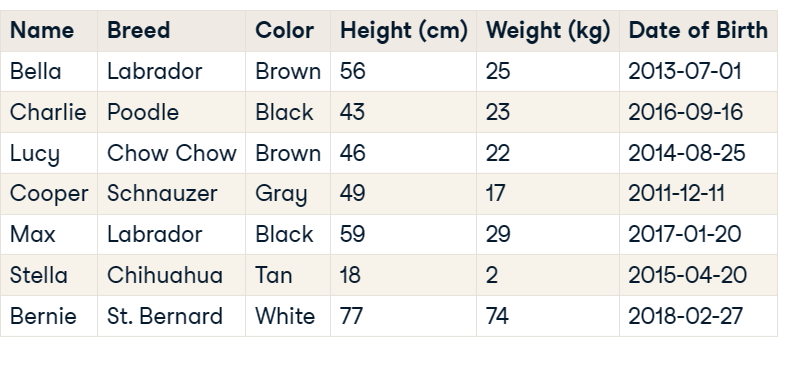 Name Breed Color Height (cm) Weight (kg) Date of Birth
Bella Labrador Brown 56 25 2013-07-01
Charlie Poodle Black 43 23 2016-09-16
Lucy Chow Chow Brown 46 22 2014-08-25
Cooper Schnauzer Gray 49 17 2011-12-11
Max Labrador Black 59 29 2017-01-20
Stella Chihuahua Tan 18 2 2015-04-20
Bernie St. Bernard White 77 74 2018-02-27